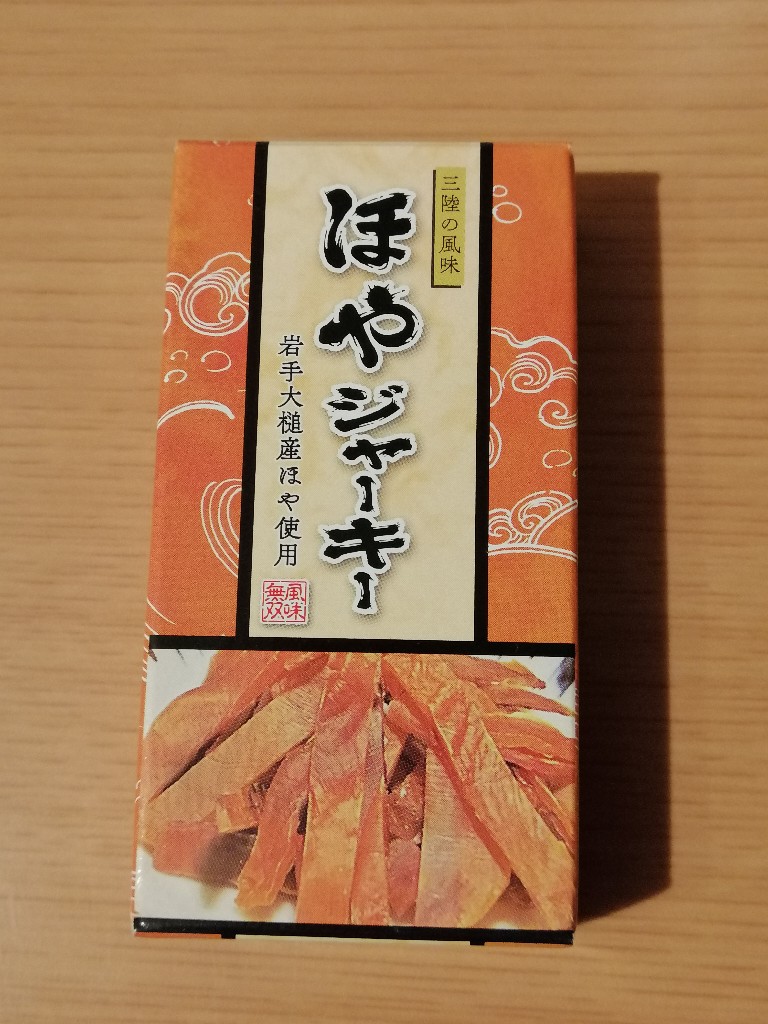 三陸の風味
ほやジャーキー
岩手大槌産ほや使用
風味
無双